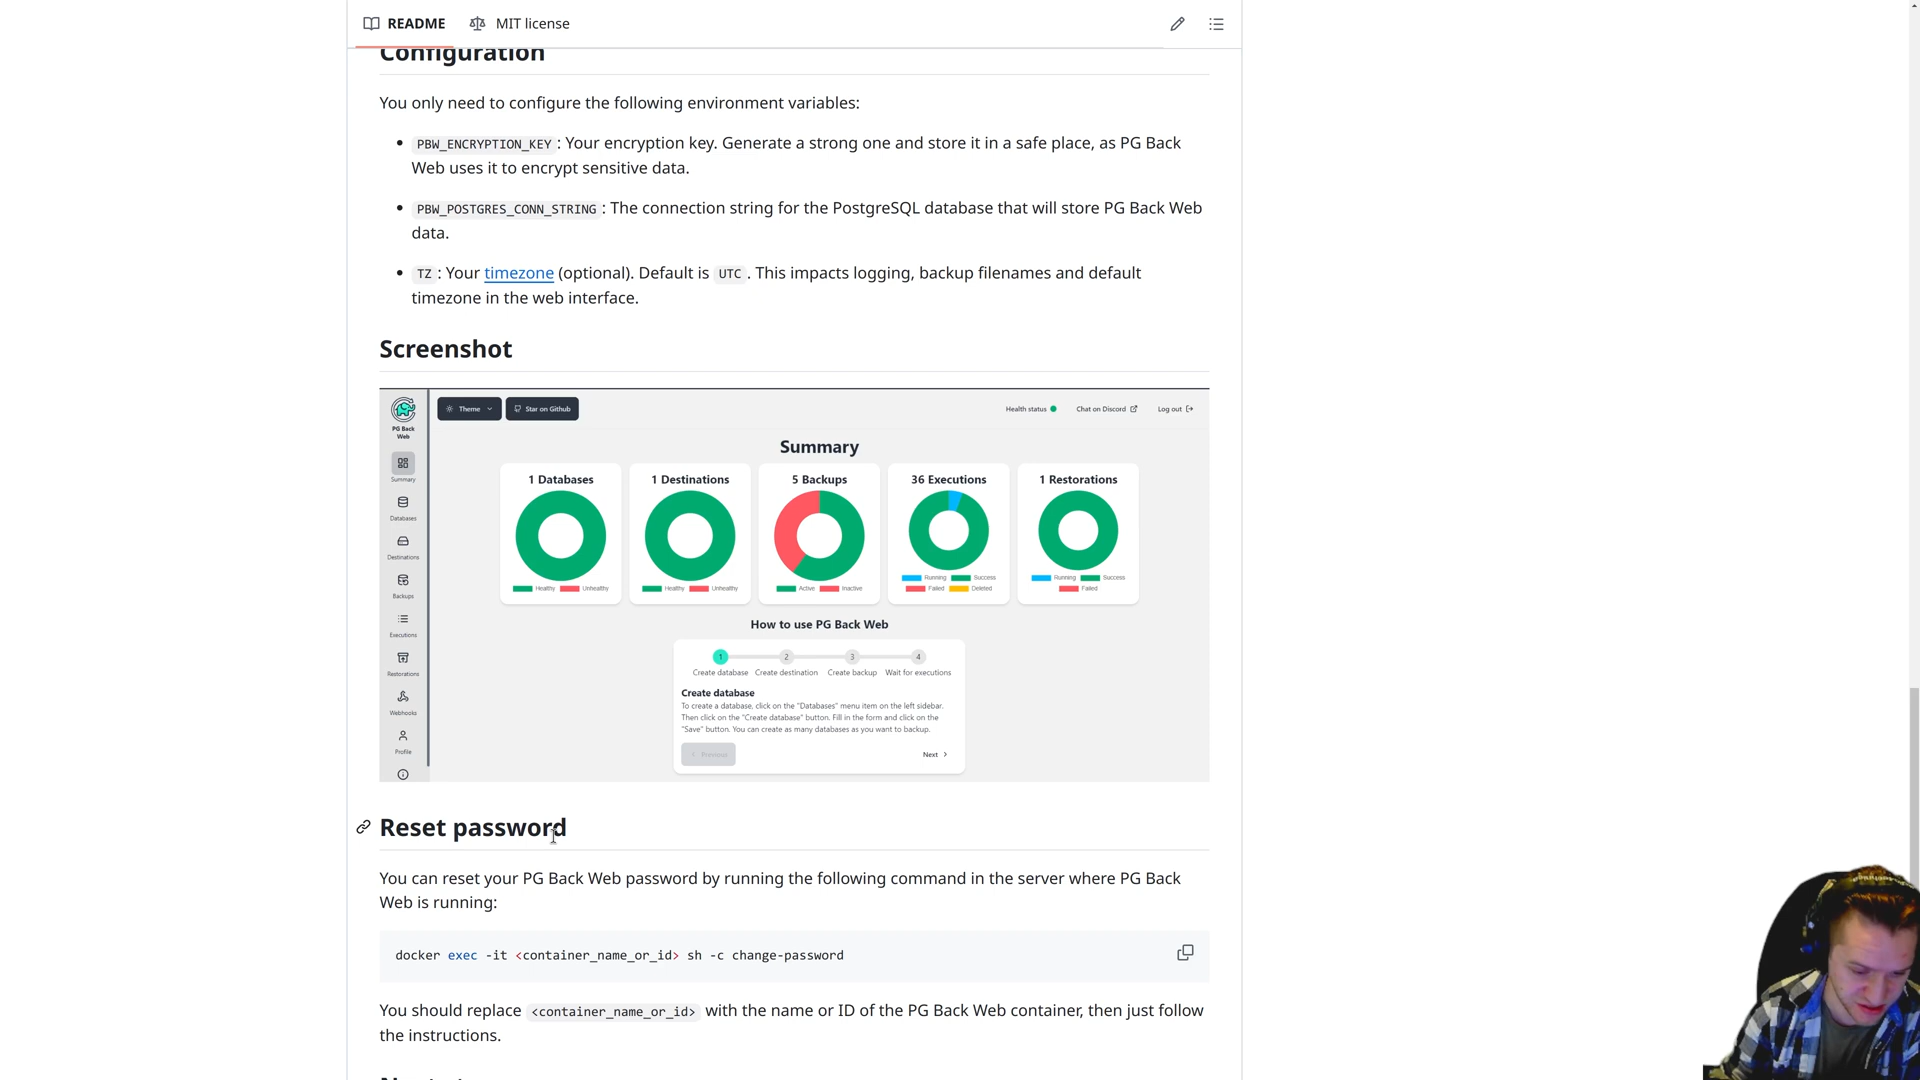 README MIT license
Configuration
You only need to configure the following environment variables:
• PBW_ENCRYPTION_KEY : Your encryption key. Generate a strong one and store it in a safe place, as PG Back
Web uses it to encrypt sensitive data.
• PBW_POSTGRES_CONN_STRING : The connection string for the PostgreSQL database that will store PG Back Web
data.
• TZ : Your timezone (optional). Default is UTC . This impacts logging, backup filenames and default
timezone in the web interface.
Screenshot
PG Back
Web
Theme Star on Github Health status Chat on Discord Log out
Summary
Databases
Destinations
Backups
Executions
Restorations
Webhooks
Profile
Summary
1 Databases
Healthy Unhealthy
1 Destinations
Healthy Unhealthy
5 Backups
Active Inactive
36 Executions
Running Success
Failed Deleted
1 Restorations
Running Success
Failed
How to use PG Back Web
1 2 3 4
Create database Create destination Create backup Wait for executions
Create database
To create a database, click on the "Databases" menu item on the left sidebar.
Then click on the "Create database" button. Fill in the form and click on the
"Save" button. You can create as many databases as you want to backup.
Previous Next
Reset password
You can reset your PG Back Web password by running the following command in the server where PG Back
Web is running:
docker exec -it <container_name_or_id> sh -c change-password
You should replace <container_name_or_id> with the name or ID of the PG Back Web container, then just follow
the instructions.